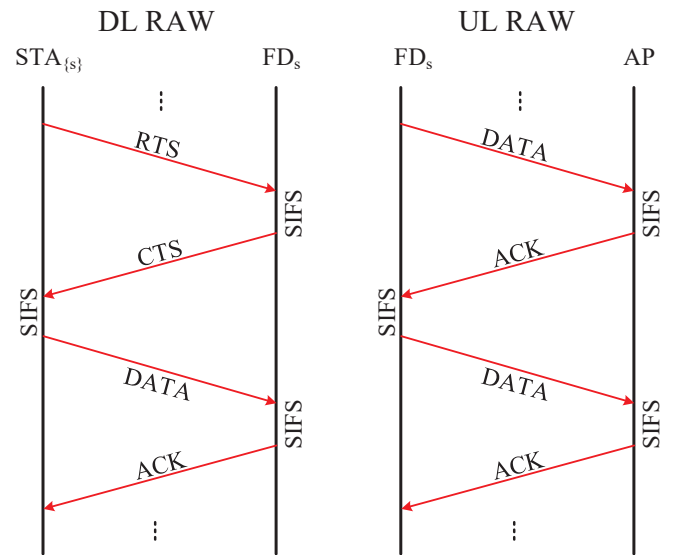 DL RAW
STA{s}
FDs
RTS
SIFS
CTS
SIFS
DATA
SIFS
ACK
UL RAW
FDs
AP
DATA
SIFS
ACK
SIFS
DATA
SIFS
ACK